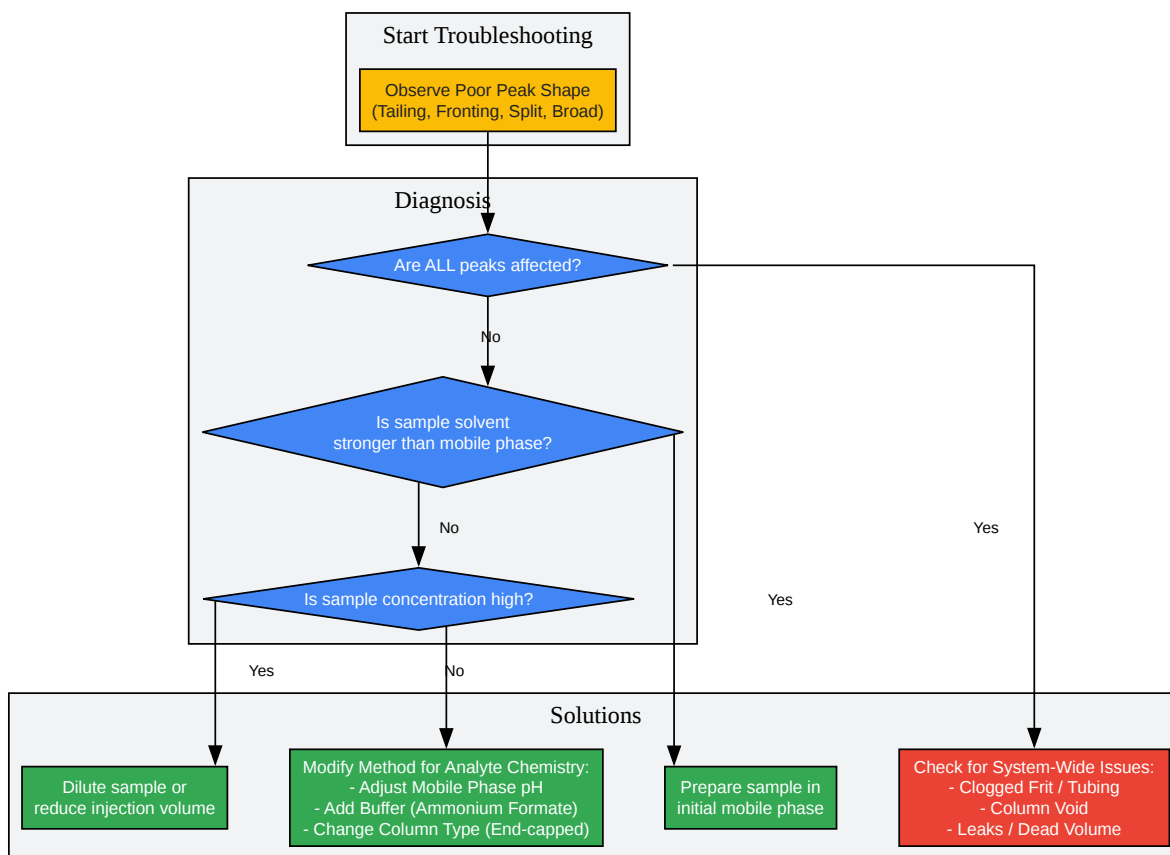 Start Troubleshooting
Observe Poor Peak Shape
(Tailing, Fronting, Split, Broad)
Diagnosis
Are ALL peaks affected?
No
Is sample solvent
stronger than mobile phase?
No
Yes
Is sample concentration high?
Yes
Yes
No
Solutions
Dilute sample or
reduce injection volume
Modify Method for Analyte Chemistry:
- Adjust Mobile Phase pH
- Add Buffer (Ammonium Formate)
- Change Column Type (End-capped)
Prepare sample in
initial mobile phase
Check for System-Wide Issues:
- Clogged Frit / Tubing
- Column Void
- Leaks / Dead Volume